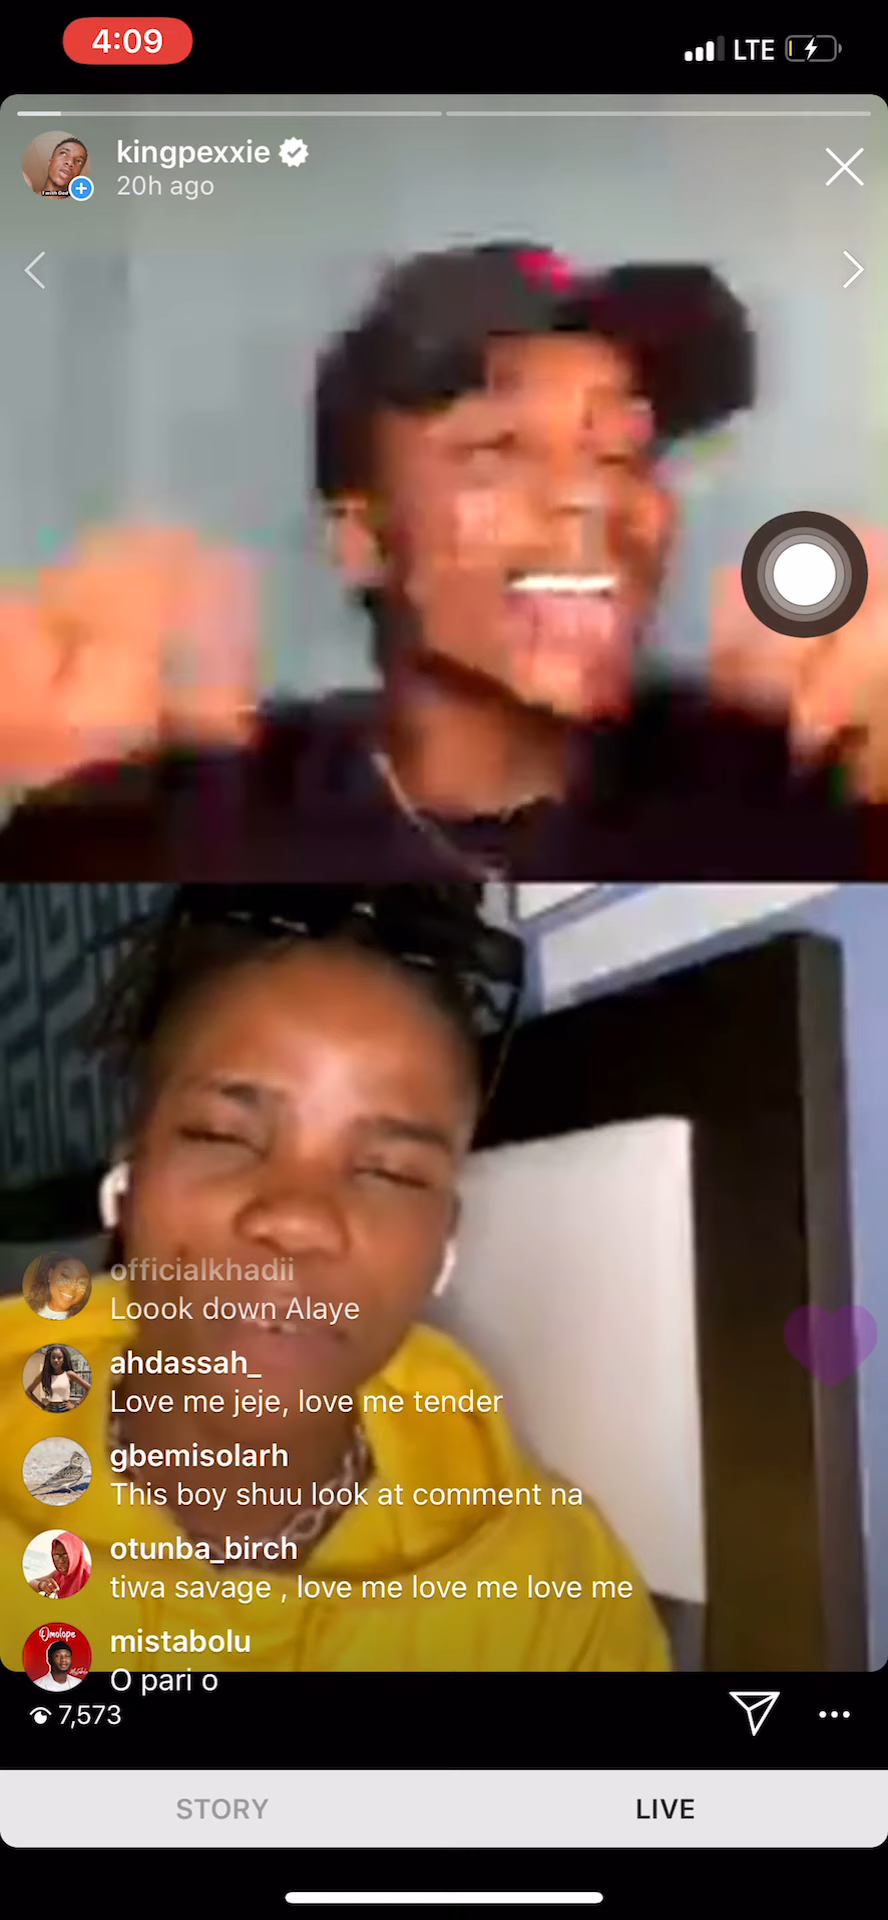 4:09
LTE
kingpexxie
20h ago
officialkhadii
Loook down Alaye
ahdassah_
Love me jeje, love me tender
gbemisolarh
This boy shuu look at comment na
otunba_birch
tiwa savage , love me love me love me
Omolope
mistabolu
O pari o
7,573
STORY
LIVE